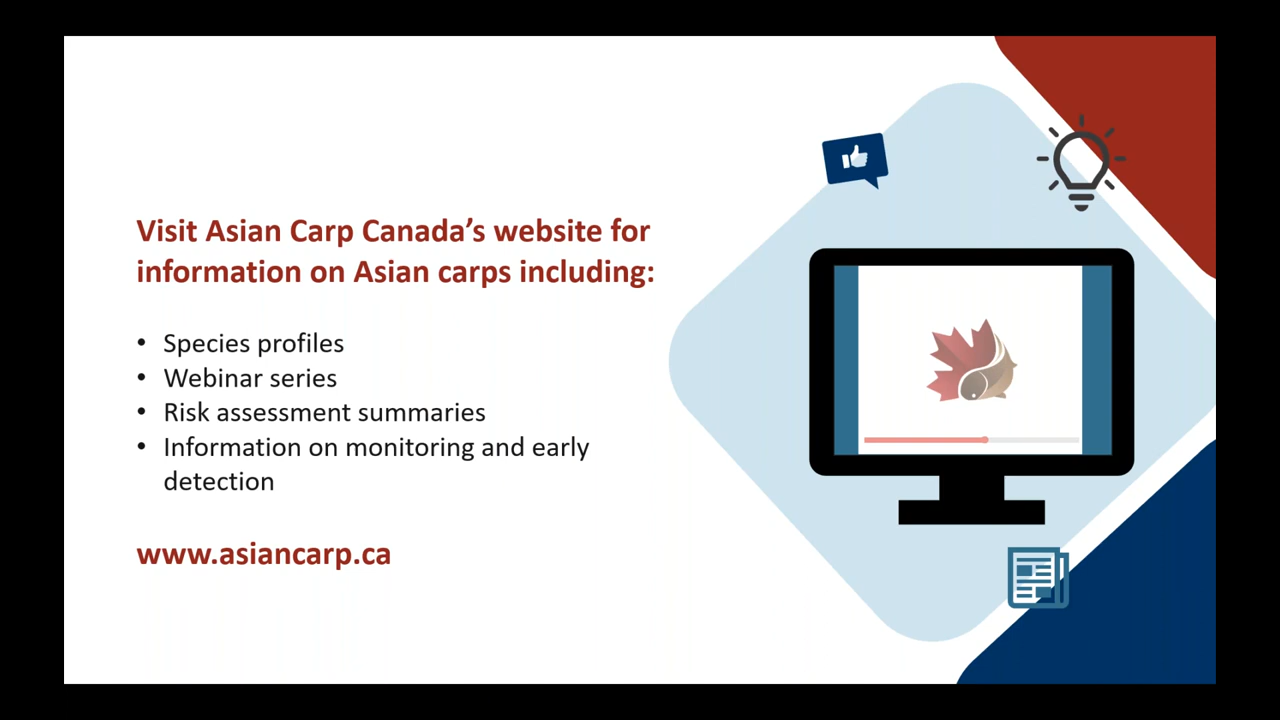 Visit Asian Carp Canada's website for
information on Asian carps including:
• Species profiles
• Webinar series
• Risk assessment summaries
• Information on monitoring and early
detection
www.asiancarp.ca